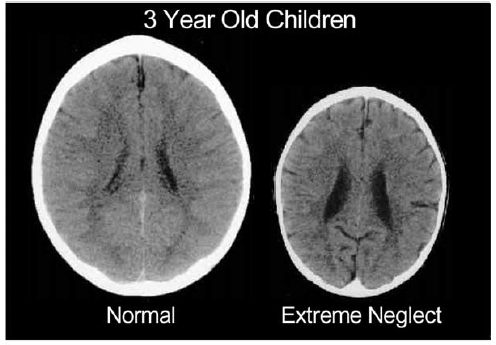 3 Year Old Children
Normal
Extreme Neglect